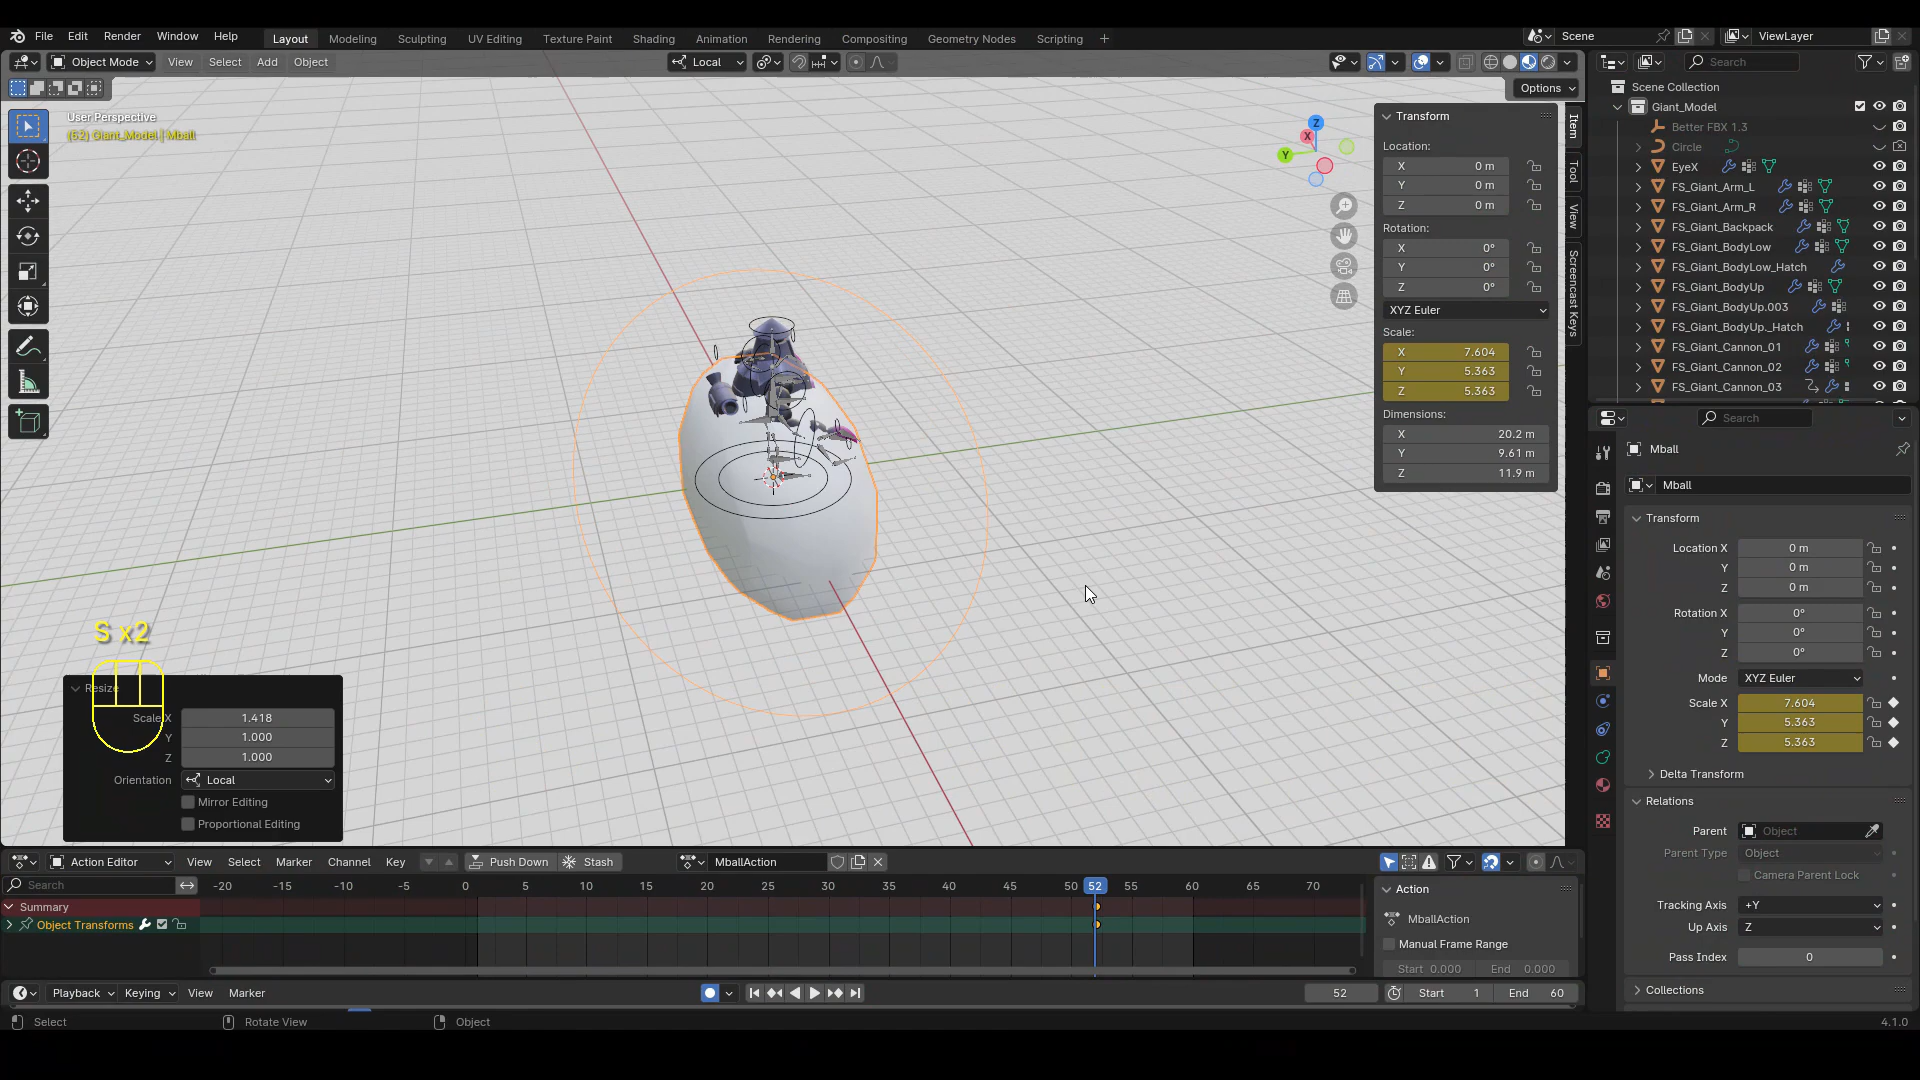 File Edit Render Window Help Layout Modeling Sculpting UV Editing Texture Paint Shading Animation Rendering Compositing Geometry Nodes Scripting + Scene ViewLayer
Object Mode View Select Add Object Local Search
Options
User Perspective
(52) Giant_Model | Mball
Z
X
Y
Item
Tool
View
Screencast Keys
Transform
Location:
X 0 m
Y 0 m
Z 0 m
Rotation:
X 0°
Y 0°
Z 0°
XYZ Euler
Scale:
X 7.604
Y 5.363
Z 5.363
Dimensions:
X 20.2 m
Y 9.61 m
Z 11.9 m
Scene Collection
Giant_Model
Better FBX 1.3
Circle
EyeX
FS_Giant_Arm_L
FS_Giant_Arm_R
FS_Giant_Backpack
FS_Giant_BodyLow
FS_Giant_BodyLow_Hatch
FS_Giant_BodyUp
FS_Giant_BodyUp.003
FS_Giant_BodyUp._Hatch
FS_Giant_Cannon_01
FS_Giant_Cannon_02
FS_Giant_Cannon_03
Search
Mball
Mball
Transform
Location X 0 m
Y 0 m
Z 0 m
Rotation X 0°
Y 0°
Z 0°
Mode XYZ Euler
Scale X 7.604
Y 5.363
Z 5.363
Delta Transform
Relations
Parent Object
Parent Type Object
Camera Parent Lock
Tracking Axis +Y
Up Axis Z
Pass Index 0
Collections
S x2
Resize
Scale X 1.418
Y 1.000
Z 1.000
Orientation Local
Mirror Editing
Proportional Editing
Action Editor View Select Marker Channel Key Push Down Stash MballAction
Search -20 -15 -10 -5 0 5 10 15 20 25 30 35 40 45 50 52 55 60 65 70
Summary
Object Transforms
Action
MballAction
Manual Frame Range
Start 0.000 End 0.000
Playback Keying View Marker 52 Start 1 End 60
Select Rotate View Object 4.1.0